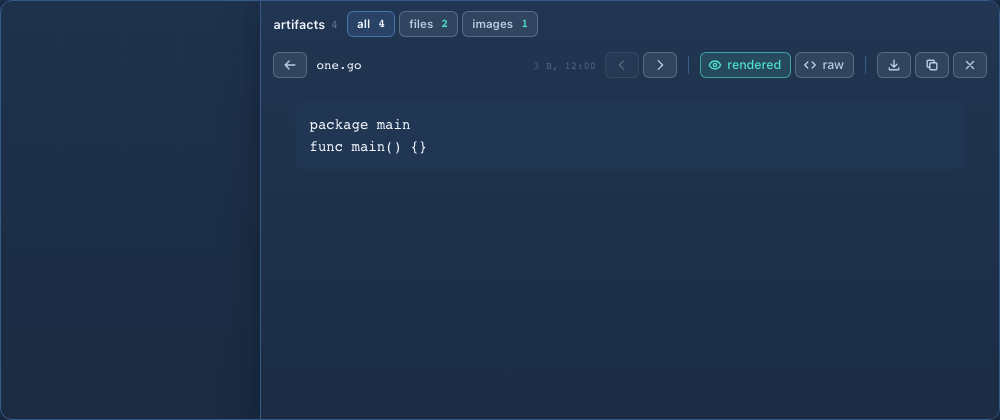 artifacts 4 all 4 files 2 images 1
one.go 3 B, 12:00 rendered raw
package main
func main() {}